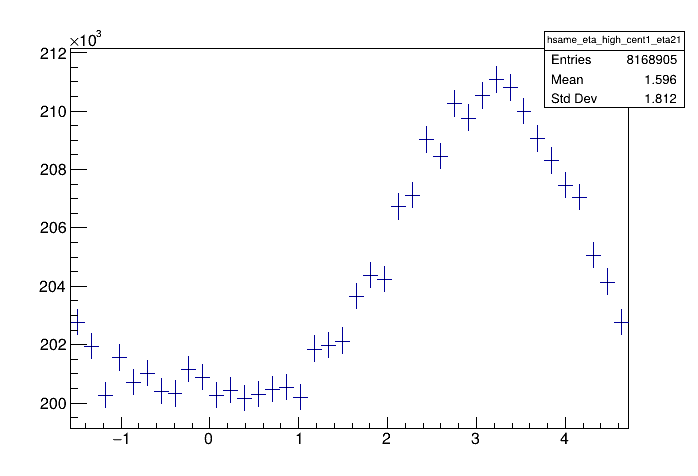 ×10³
hsame_eta_high_cent1_eta21
Entries 8168905
Mean 1.596
Std Dev 1.812
212
210
208
206
204
202
200
−1 0 1 2 3 4